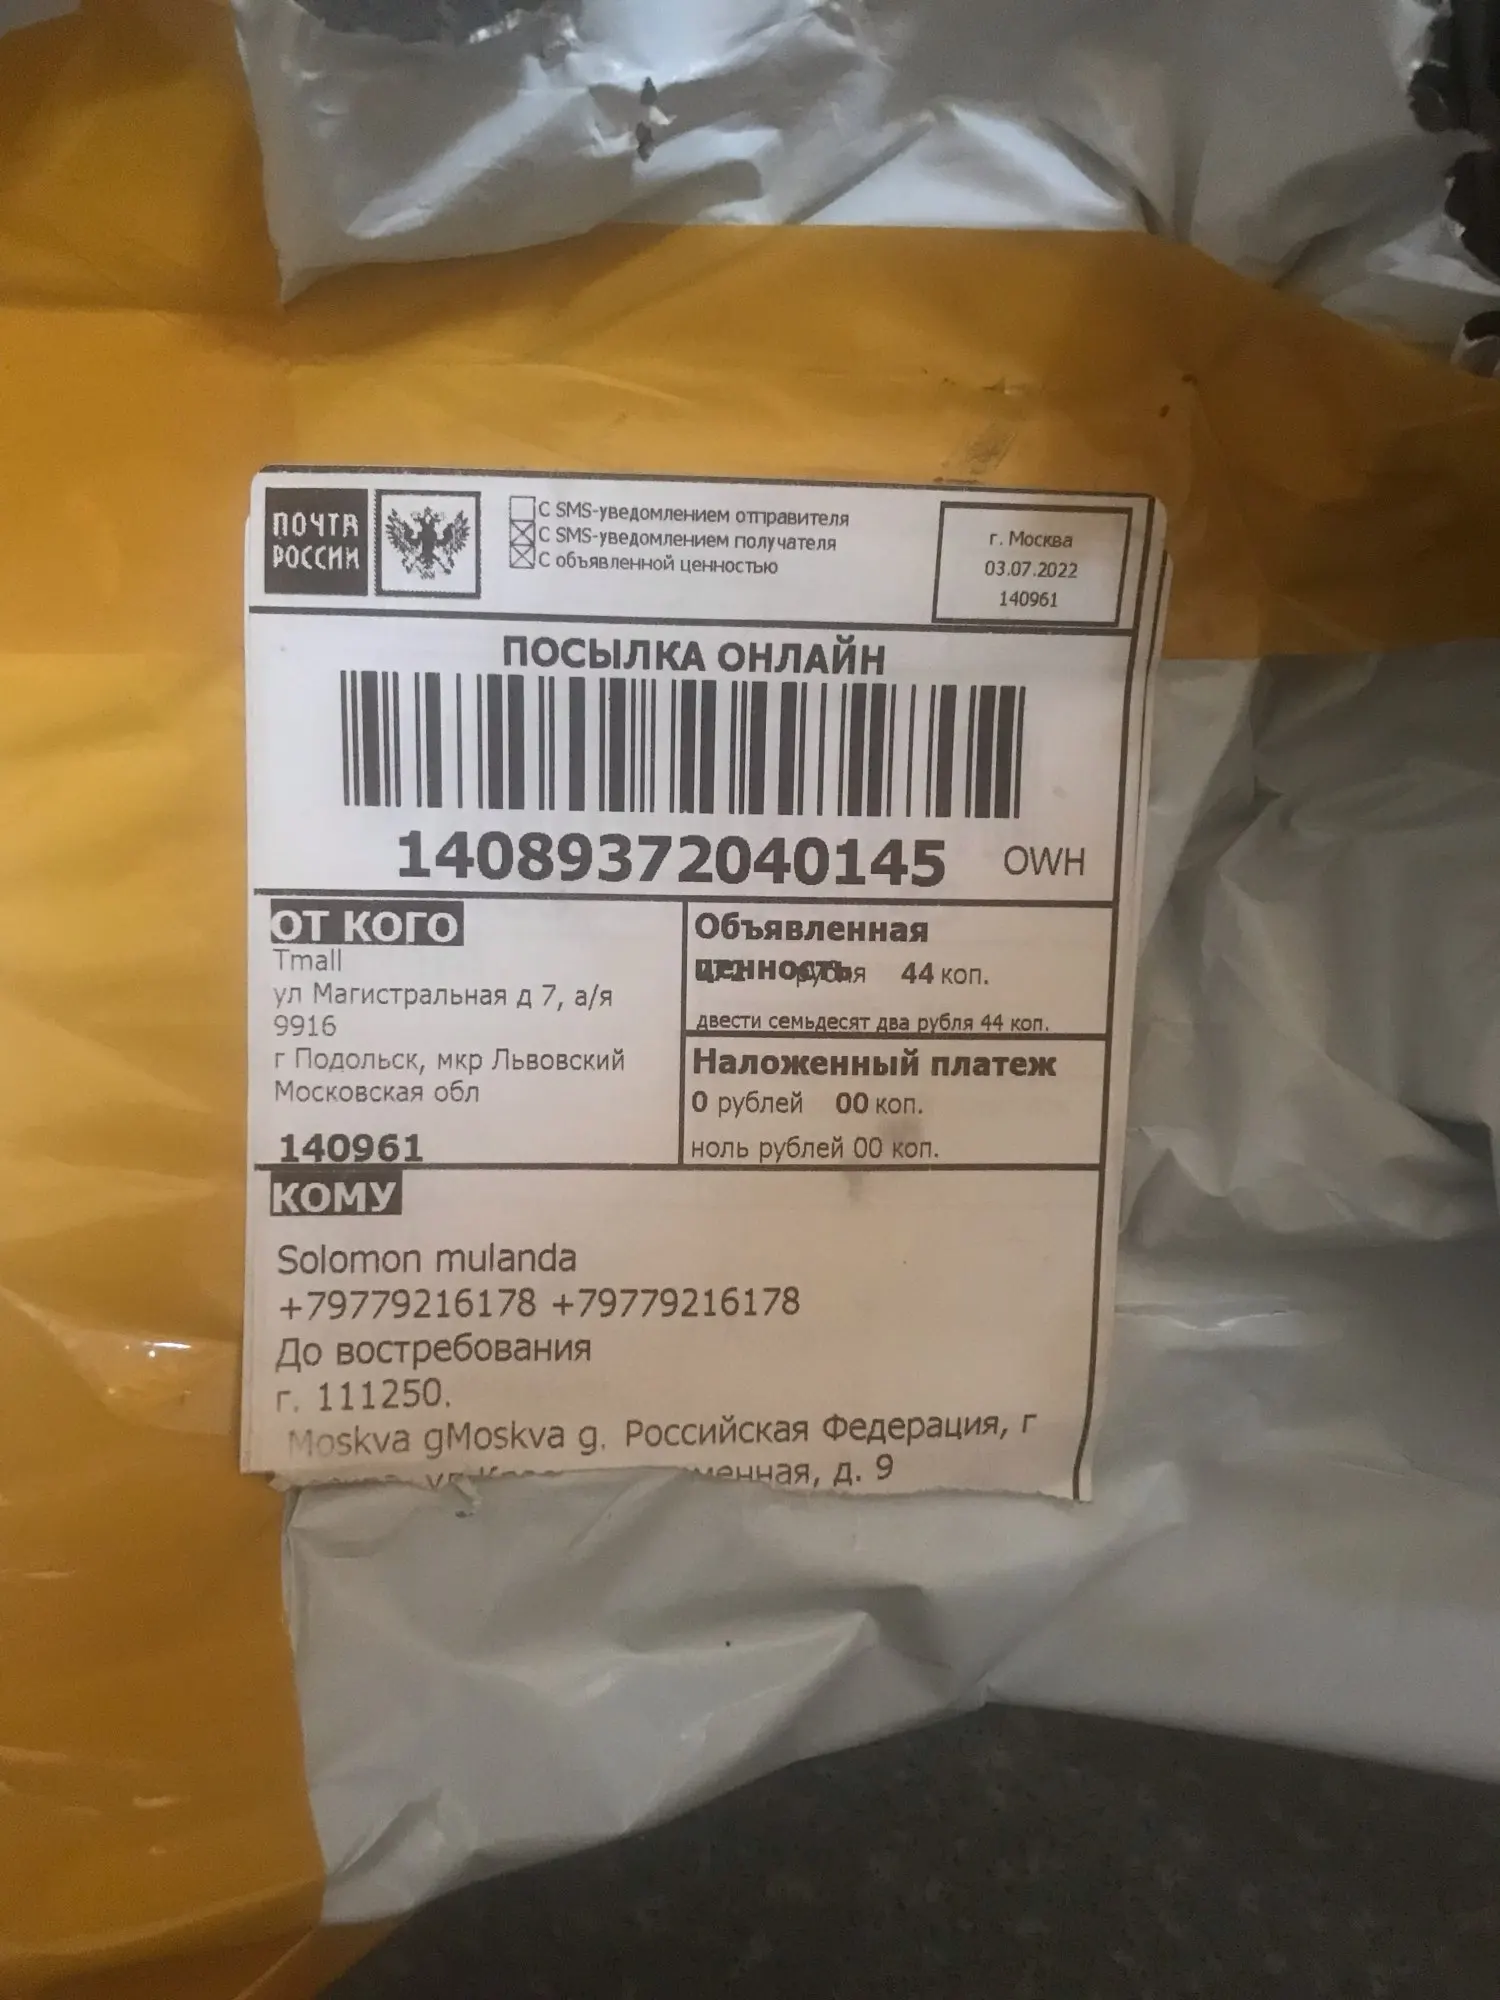 ПОЧТА
РОССИИ
С SMS-уведомлением отправителя
С SMS-уведомлением получателя
С объявленной ценностью
г. Москва
03.07.2022
140961
ПОСЫЛКА ОНЛАЙН
14089372040145 OWH
ОТ КОГО
Tmall
ул Магистральная д 7, а/я
9916
г Подольск, мкр Львовский
Московская обл
140961
Объявленная
ценность рубля 44 коп.
двести семьдесят два рубля 44 коп.
Наложенный платеж
0 рублей 00 коп.
ноль рублей 00 коп.
КОМУ
Solomon mulanda
+79779216178 +79779216178
До востребования
г. 111250.
Moskva gMoskva g. Российская Федерация, г
ул д. 9